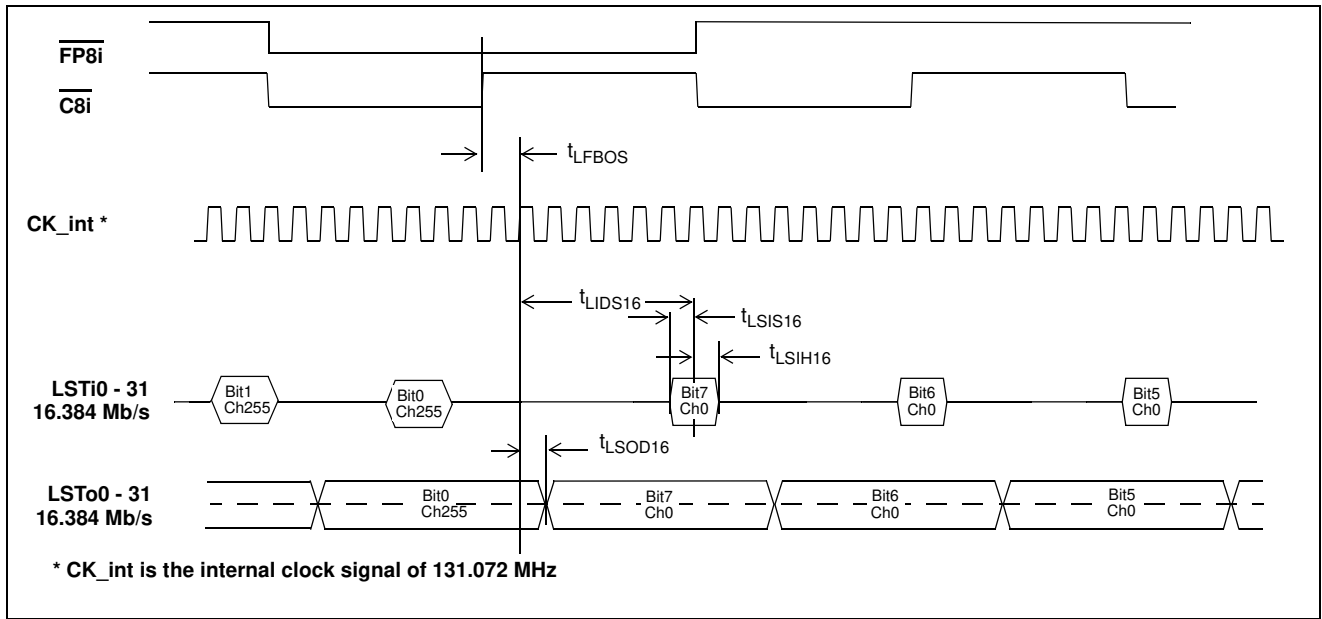 FP8i
C8i
tLFBOS
CK_int *
tLIDS16
tLSIS16
tLSIH16
LSTi0 - 31
16.384 Mb/s
Bit1
Ch255
Bit0
Ch255
Bit7
Ch0
Bit6
Ch0
Bit5
Ch0
tLSOD16
LSTo0 - 31
16.384 Mb/s
Bit0
Ch255
Bit7
Ch0
Bit6
Ch0
Bit5
Ch0
* CK_int is the internal clock signal of 131.072 MHz